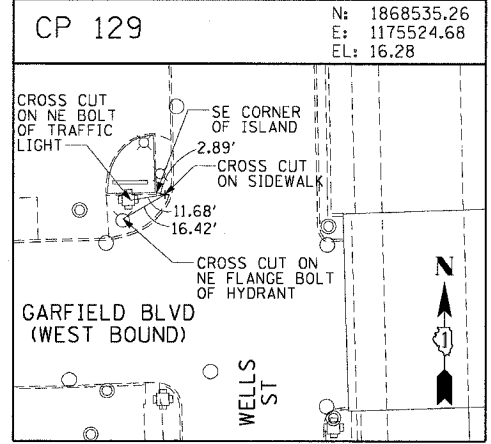 CP 129
N: 1868535.26
E: 1175524.68
EL: 16.28
CROSS CUT
ON NE BOLT
OF TRAFFIC
LIGHT
SE CORNER
OF ISLAND
2.89'
CROSS CUT
ON SIDEWALK
11.68'
16.42'
CROSS CUT ON
NE FLANGE BOLT
OF HYDRANT
N
1
GARFIELD BLVD
(WEST BOUND)
WELLS
ST